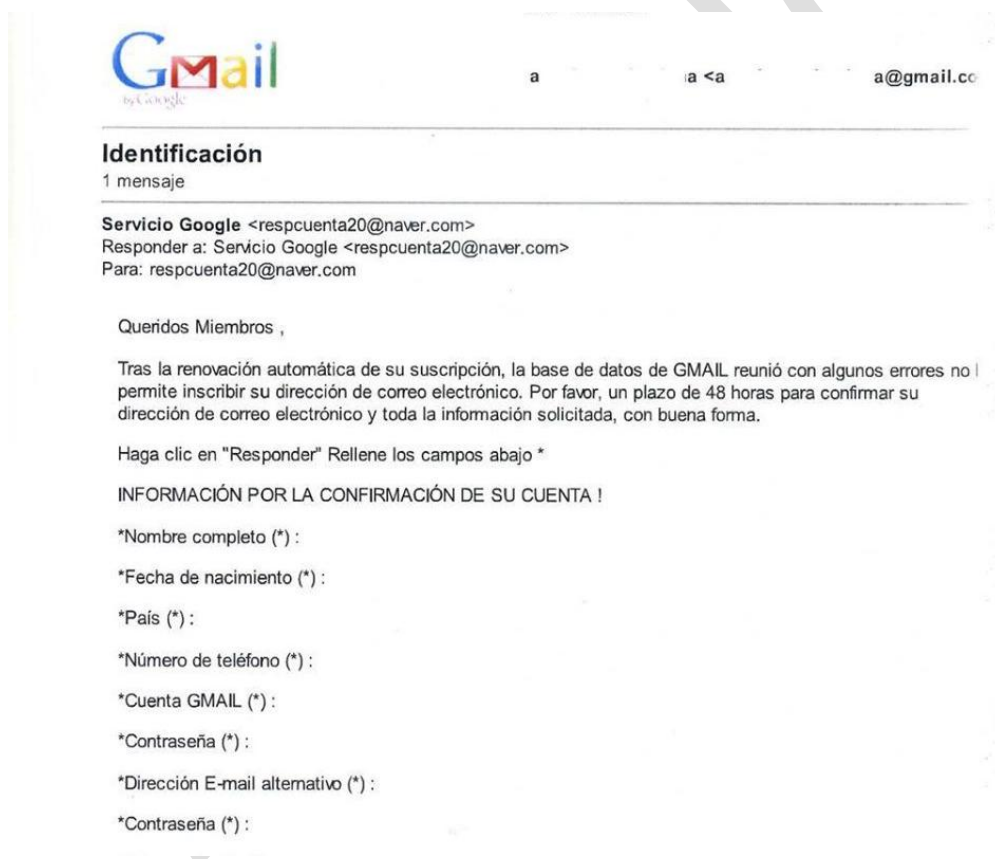 Gmail
by Google
a a <a a@gmail.co
Identificación
1 mensaje
Servicio Google <respcuenta20@naver.com>
Responder a: Servicio Google <respcuenta20@naver.com>
Para: respcuenta20@naver.com
Queridos Miembros ,
Tras la renovación automática de su suscripción, la base de datos de GMAIL reunió con algunos errores no
permite inscribir su dirección de correo electrónico. Por favor, un plazo de 48 horas para confirmar su
dirección de correo electrónico y toda la información solicitada, con buena forma.
Haga clic en "Responder" Rellene los campos abajo *
INFORMACIÓN POR LA CONFIRMACIÓN DE SU CUENTA !
*Nombre completo (*) :
*Fecha de nacimiento (*) :
*País (*) :
*Número de teléfono (*) :
*Cuenta GMAIL (*) :
*Contraseña (*) :
*Dirección E-mail alternativo (*) :
*Contraseña (*) :